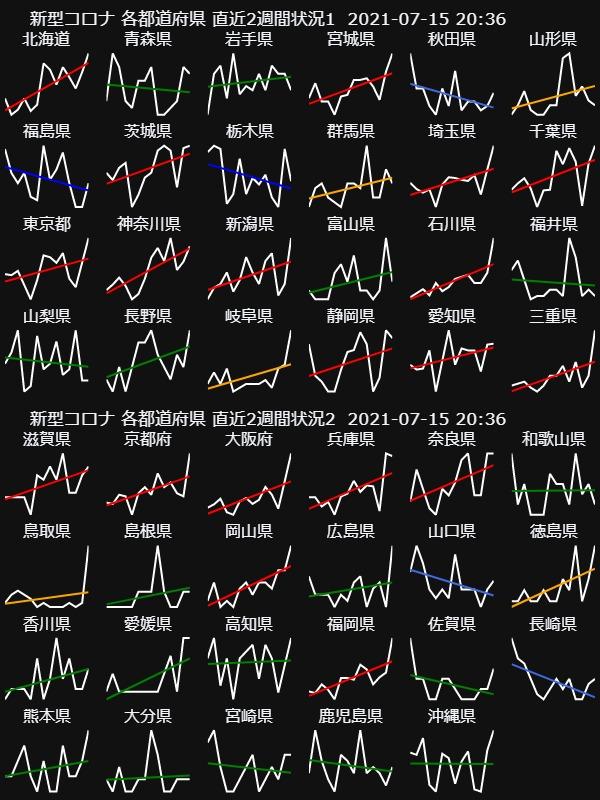 新型コロナ 各都道府県 直近2週間状況1 2021-07-15 20:36
北海道 青森県 岩手県 宮城県 秋田県 山形県
福島県 茨城県 栃木県 群馬県 埼玉県 千葉県
東京都 神奈川県 新潟県 富山県 石川県 福井県
山梨県 長野県 岐阜県 静岡県 愛知県 三重県
新型コロナ 各都道府県 直近2週間状況2 2021-07-15 20:36
滋賀県 京都府 大阪府 兵庫県 奈良県 和歌山県
鳥取県 島根県 岡山県 広島県 山口県 徳島県
香川県 愛媛県 高知県 福岡県 佐賀県 長崎県
熊本県 大分県 宮崎県 鹿児島県 沖縄県